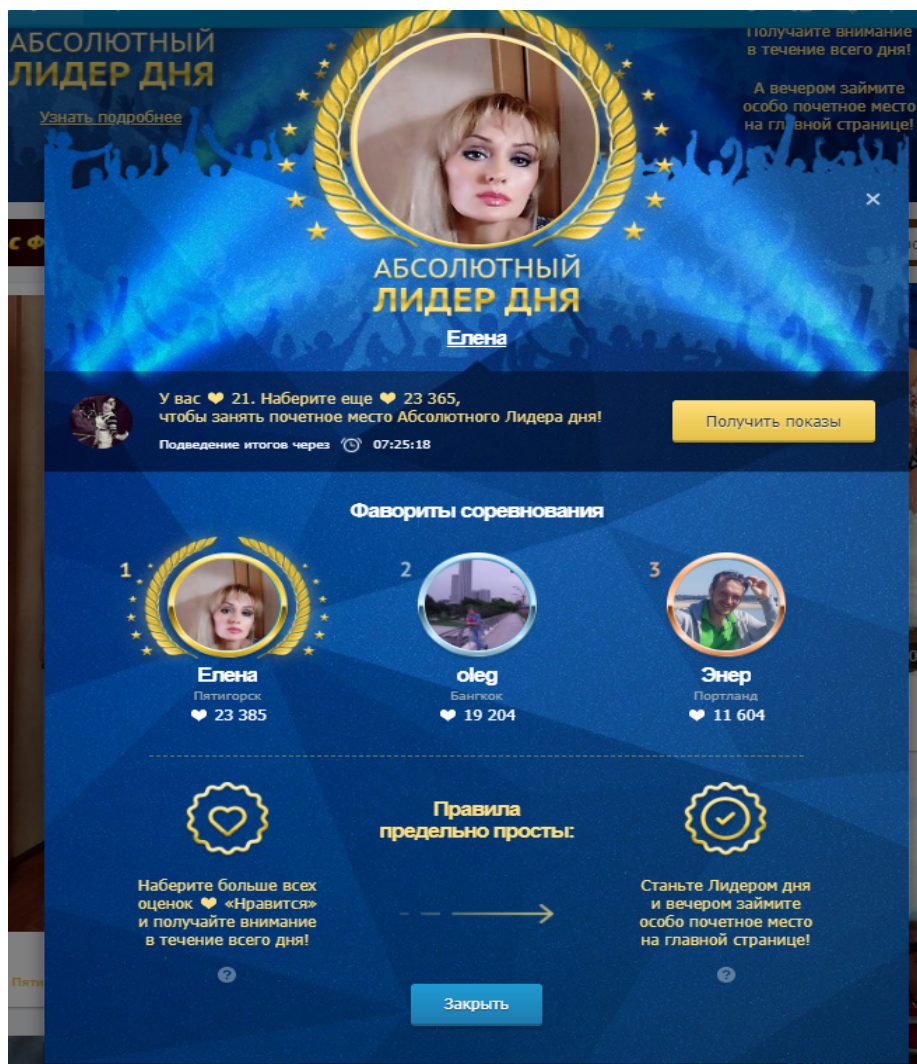 АБСОЛЮТНЫЙ
ЛИДЕР ДНЯ
Узнать подробнее
Получайте внимание
в течение всего дня!
А вечером займите
особо почетное место
на главной странице!
С Ф
×
АБСОЛЮТНЫЙ
ЛИДЕР ДНЯ
Елена
У вас ❤ 21. Наберите еще ❤ 23 365,
чтобы занять почетное место Абсолютного Лидера дня!
Подведение итогов через 07:25:18
Получить показы
Фавориты соревнования
1
2
3
Елена
oleg
Энер
Пятигорск
Бангкок
Портланд
❤ 23 385
❤ 19 204
❤ 11 604
Правила
предельно просты:
Наберите больше всех
оценок ❤ «Нравится»
и получайте внимание
в течение всего дня!
?
Станьте Лидером дня
и вечером займите
особо почетное место
на главной странице!
?
Пяти
Закрыть